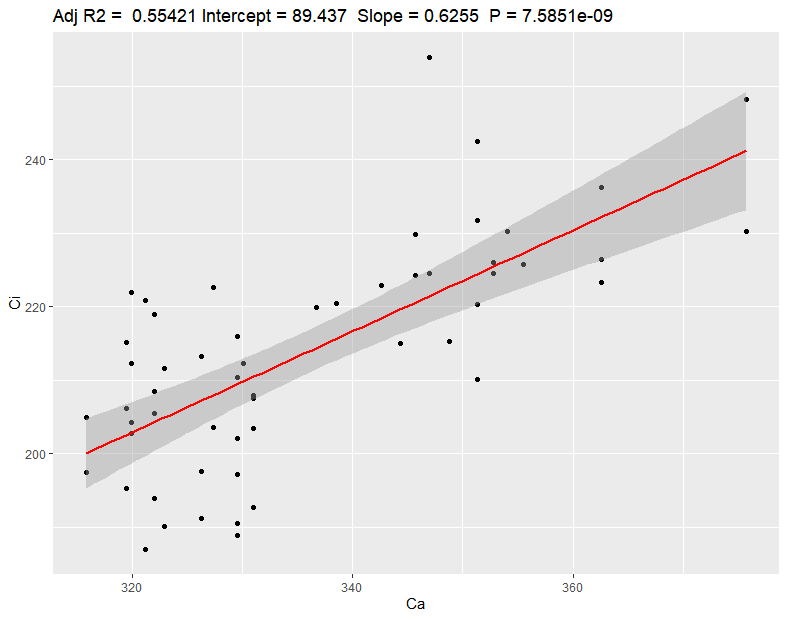 Adj R2 =  0.55421 Intercept = 89.437  Slope = 0.6255  P = 7.5851e-09
240
220
200
Ci
320 340 360
Ca